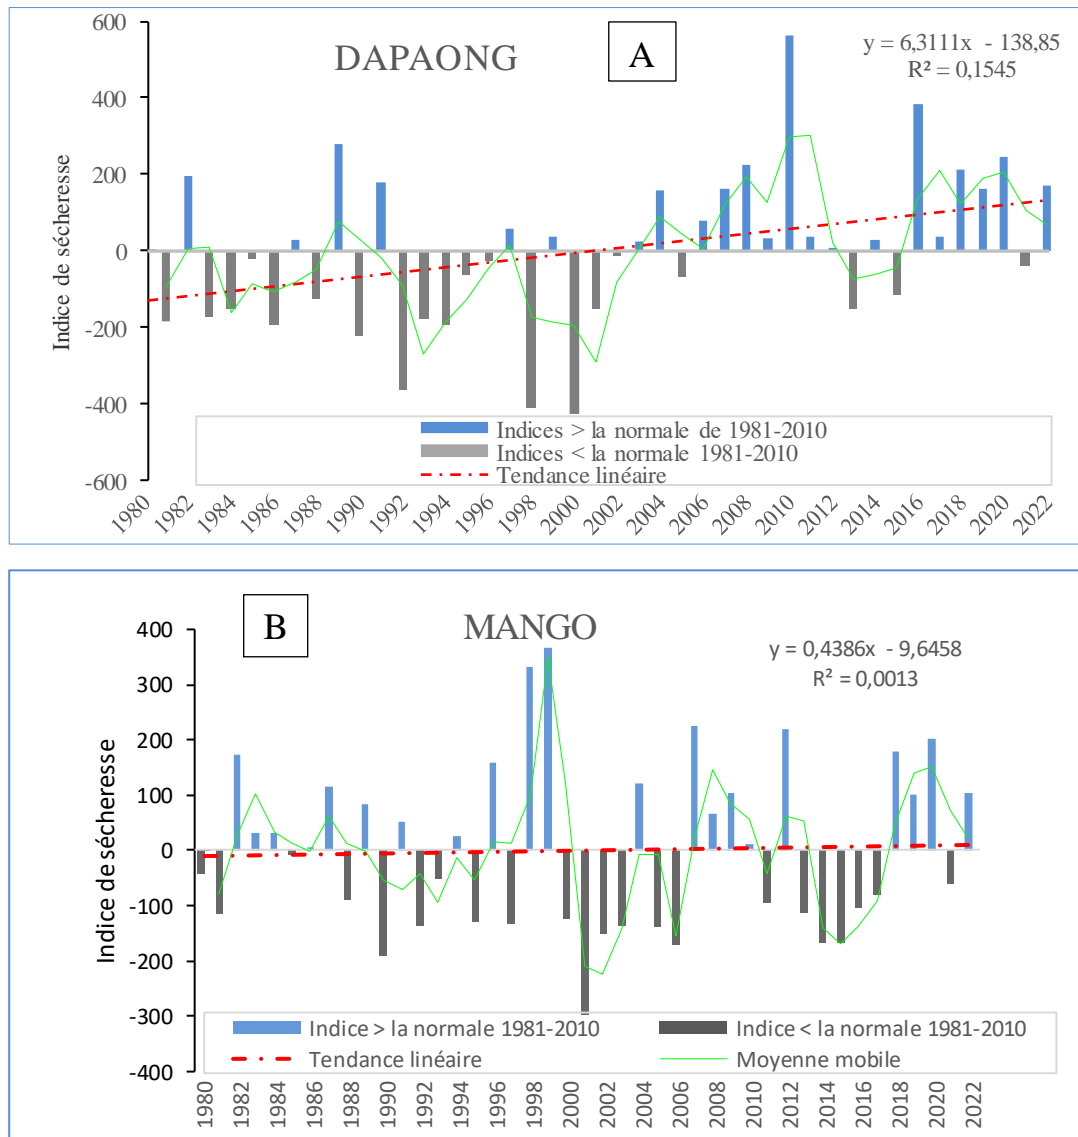 DAPAONG
A
y = 6,3111x - 138,85
R² = 0,1545
Indice de sécheresse
600
400
200
0
-200
-400
-600
Indices > la normale de 1981-2010
Indices < la normale 1981-2010
Tendance linéaire
1980 1982 1984 1986 1988 1990 1992 1994 1996 1998 2000 2002 2004 2006 2008 2010 2012 2014 2016 2018 2020 2022
B
MANGO
y = 0,4386x - 9,6458
R² = 0,0013
Indice de sécheresse
400
300
200
100
0
-100
-200
-300
-400
Indice > la normale 1981-2010 Indice < la normale 1981-2010
Tendance linéaire Moyenne mobile
1980 1982 1984 1986 1988 1990 1992 1994 1996 1998 2000 2002 2004 2006 2008 2010 2012 2014 2016 2018 2020 2022